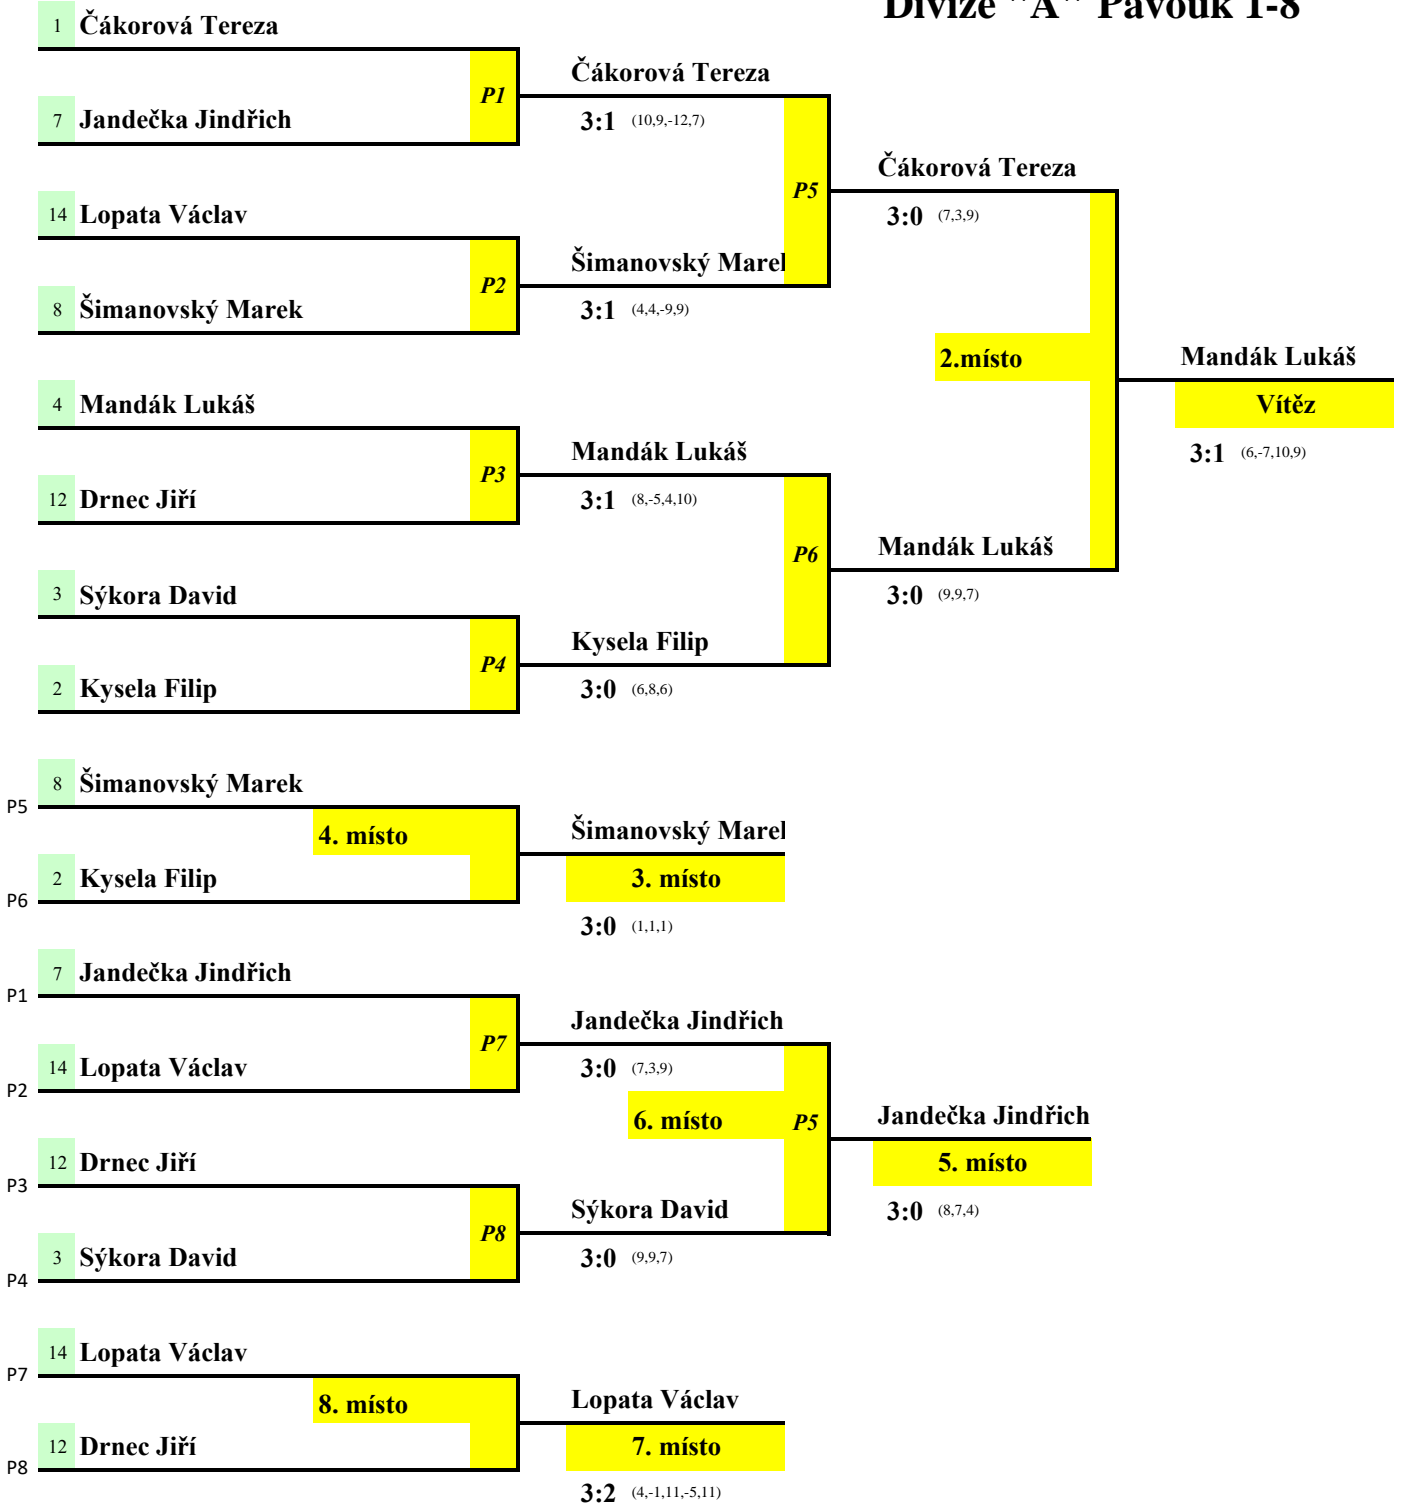 Divize "A" Pavouk 1-8
1 Čákorová Tereza
P1 Čákorová Tereza
7 Jandečka Jindřich
3:1 (10,9,-12,7)
P5 Čákorová Tereza
14 Lopata Václav
3:0 (7,3,9)
P2 Šimanovský Marek
8 Šimanovský Marek
3:1 (4,4,-9,9)
2.místo
Mandák Lukáš
Vítěz
3:1 (6,-7,10,9)
4 Mandák Lukáš
P3 Mandák Lukáš
12 Drnec Jiří
3:1 (8,-5,4,10)
P6 Mandák Lukáš
3 Sýkora David
3:0 (9,9,7)
P4 Kysela Filip
2 Kysela Filip
3:0 (6,8,6)
8 Šimanovský Marek
P5
4. místo
Šimanovský Marek
2 Kysela Filip
3. místo
P6
3:0 (1,1,1)
7 Jandečka Jindřich
P1
P7 Jandečka Jindřich
14 Lopata Václav
3:0 (7,3,9)
P2
6. místo
P5 Jandečka Jindřich
12 Drnec Jiří
5. místo
P3
P8 Sýkora David
3:0 (8,7,4)
3 Sýkora David
3:0 (9,9,7)
P4
14 Lopata Václav
P7
8. místo
Lopata Václav
12 Drnec Jiří
7. místo
P8
3:2 (4,-1,11,-5,11)